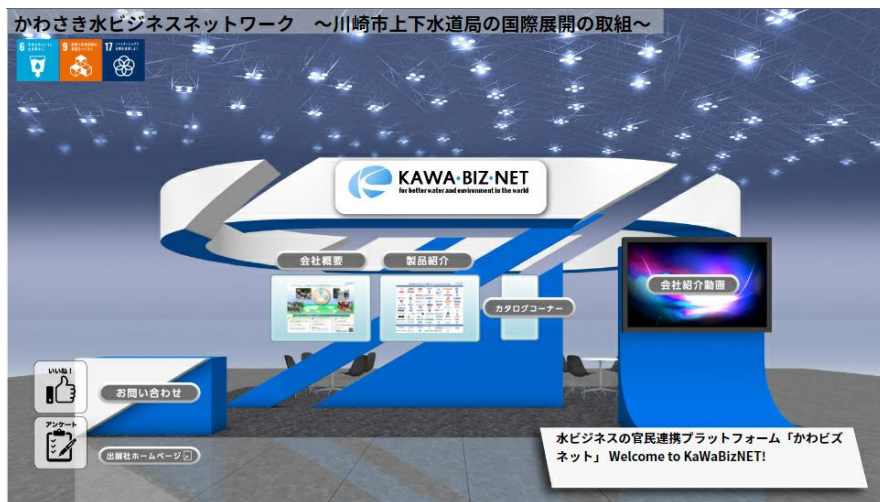 かわさき水ビジネスネットワーク　～川崎市上下水道局の国際展開の取組～
6
9
17
KAWA・BIZ・NET
for better water and environment in the world
会社概要
製品紹介
会社紹介動画
カタログコーナー
いいね！
お問い合わせ
アンケート
出展社ホームページ
水ビジネスの官民連携プラットフォーム「かわビズ
ネット」 Welcome to KaWaBizNET!